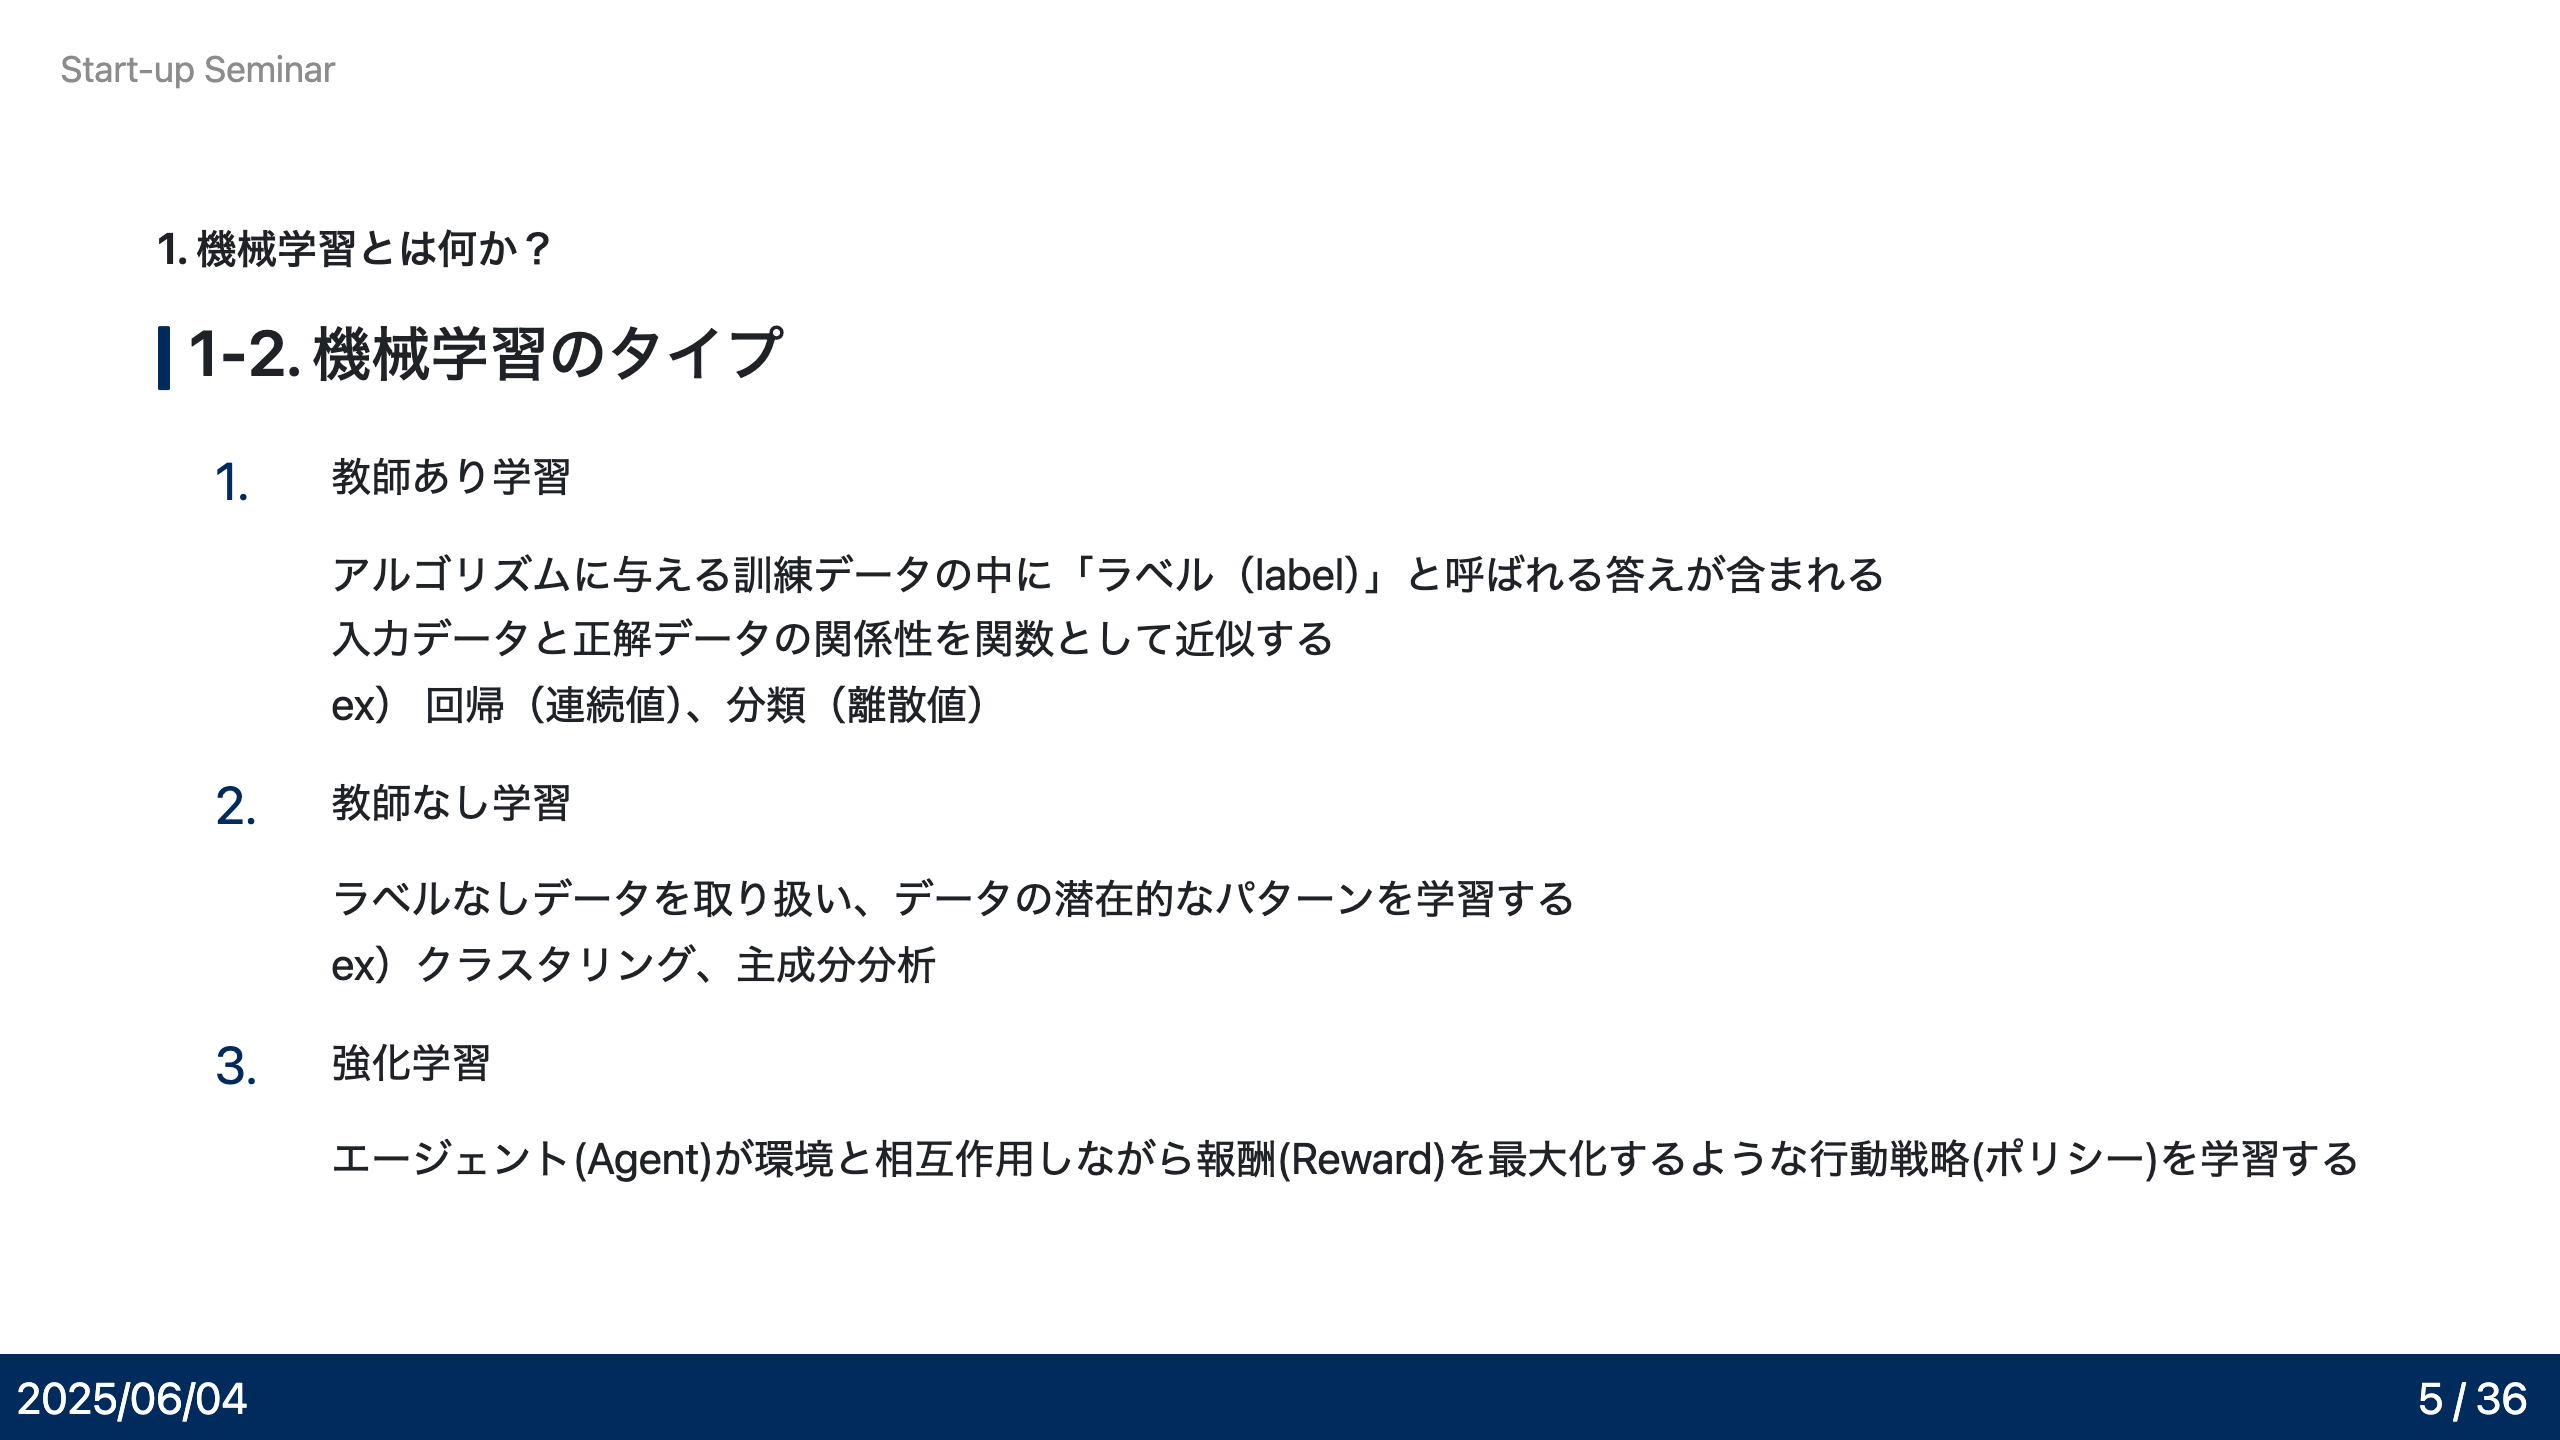 Start-up Seminar
1. 機械学習とは何か？
1-2. 機械学習のタイプ
1. 教師あり学習
アルゴリズムに与える訓練データの中に「ラベル（label）」と呼ばれる答えが含まれる
入力データと正解データの関係性を関数として近似する
ex） 回帰（連続値）、分類（離散値）
2. 教師なし学習
ラベルなしデータを取り扱い、データの潜在的なパターンを学習する
ex）クラスタリング、主成分分析
3. 強化学習
エージェント(Agent)が環境と相互作用しながら報酬(Reward)を最大化するような行動戦略(ポリシー)を学習する
2025/06/04
5 / 36